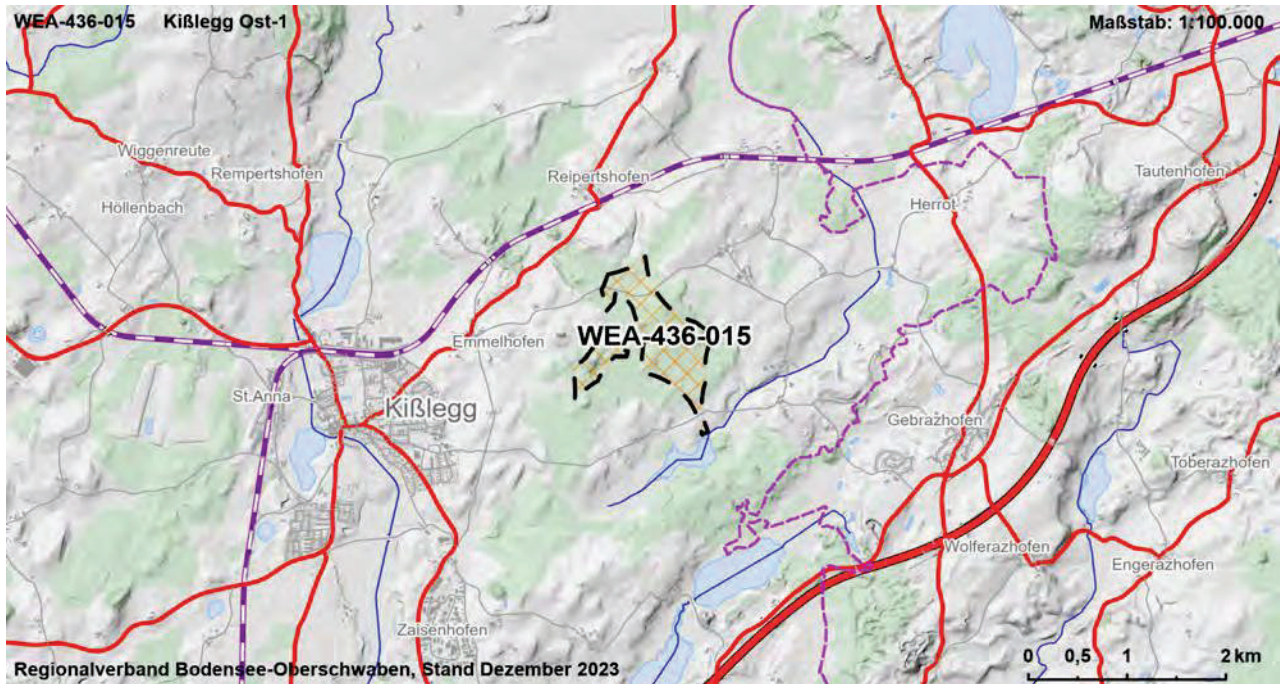 WEA-436-015 Kißlegg Ost-1 Maßstab: 1:100.000
Wiggenreute
Rempertshofen
Reipertshofen
Tautenhofen
Höllenbach
Herrot
WEA-436-015
Emmelhofen
St.Anna
Kißlegg
Gebrazhofen
Toberazhofen
Wolferazhofen
Engerazhofen
Zaisenhofen
Regionalverband Bodensee-Oberschwaben, Stand Dezember 2023
0 0,5 1 2 km